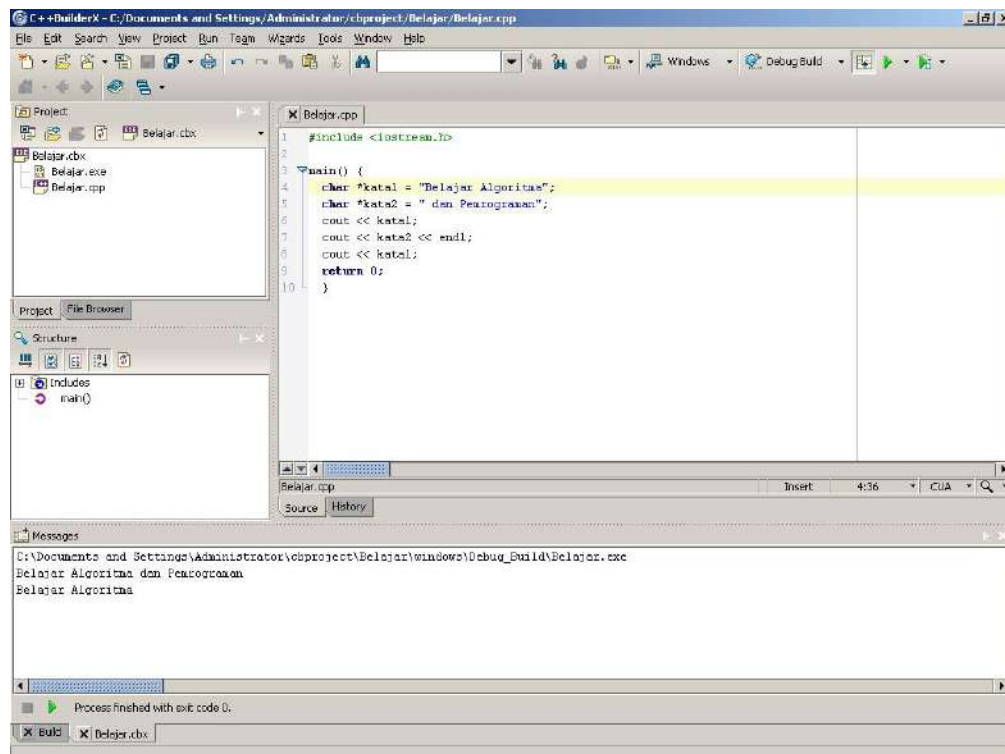 C++BuilderX - C:/Documents and Settings/Administrator/cbproject/Belajar/Belajar.cpp
File Edit Search View Project Run Team Wizards Tools Window Help
Windows Debug Build
Project
Belajar.cbx
Belajar.cbx
Belajar.exe
Belajar.cpp
Project File Browser
Structure
Includes
main()
Belajar.cpp
1 #include <iostream.h>
2
3 main() {
4 char *kata1 = "Belajar Algoritma";
5 char *kata2 = " dan Pemrograman";
6 cout << kata1;
7 cout << kata2 << endl;
8 cout << kata1;
9 return 0;
10 }
Belajar.cpp Insert 4:36 CUA
Source History
Messages
C:\Documents and Settings\Administrator\cbproject\Belajar\windows\Debug_Build\Belajar.exe
Belajar Algoritma dan Pemrograman
Belajar Algoritma
Process finished with exit code 0.
Build Belajar.cbx